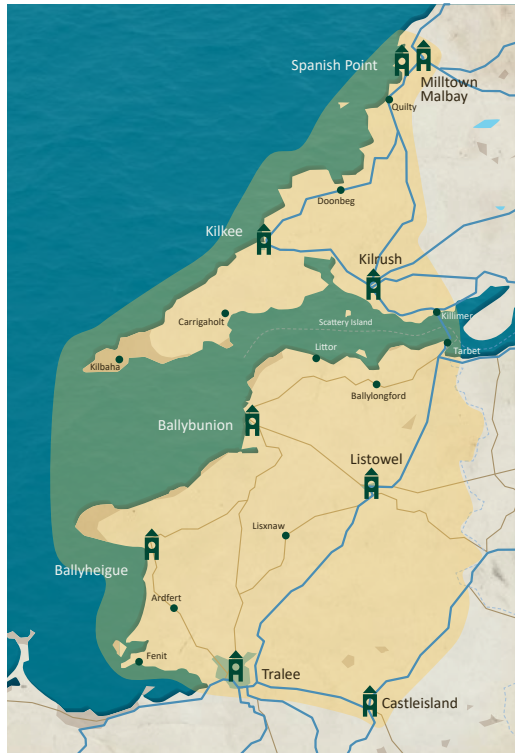 Spanish Point
Milltown
Malbay
Quilty
Doonbeg
Kilkee
Kilrush
Carrigaholt
Scattery Island
Killimer
Kilbaha
Littor
Tarbet
Ballylongford
Ballybunion
Listowel
Lisxnaw
Ballyheigue
Ardfert
Fenit
Tralee
Castleisland